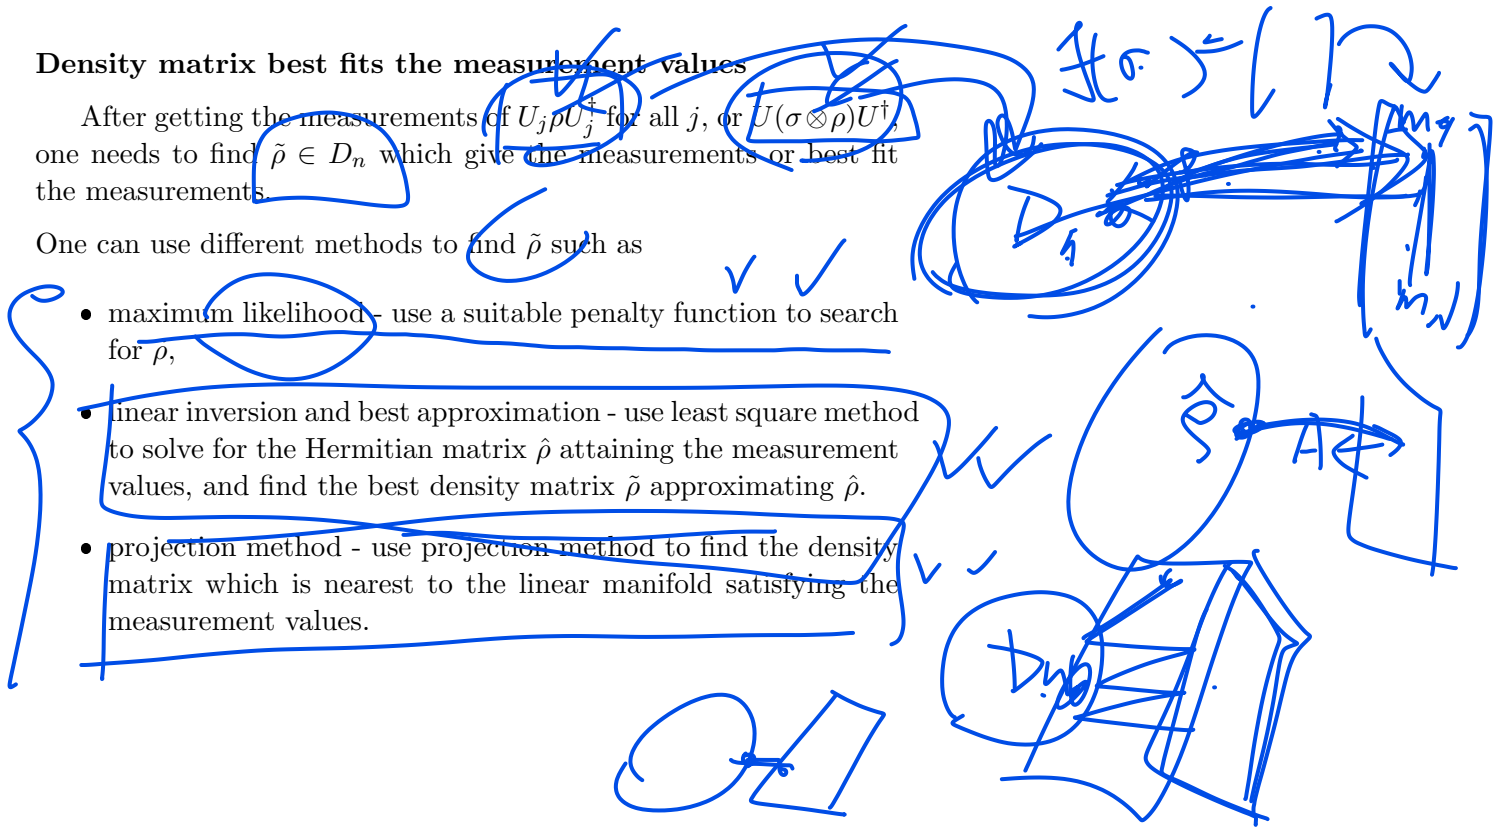 Density matrix best fits the measurement values
After getting the measurements of $U_j \rho U_j^\dagger$ for all $j$, or $U(\sigma \otimes \rho)U^\dagger$,
one needs to find $\tilde{\rho} \in D_n$ which give the measurements or best fit
the measurements.
One can use different methods to find $\tilde{\rho}$ such as
• maximum likelihood - use a suitable penalty function to search
for $\tilde{\rho}$,
• linear inversion and best approximation - use least square method
to solve for the Hermitian matrix $\hat{\rho}$ attaining the measurement
values, and find the best density matrix $\tilde{\rho}$ approximating $\hat{\rho}$.
• projection method - use projection method to find the density
matrix which is nearest to the linear manifold satisfying the
measurement values.
$D_n$
$m_N$
$\hat{\rho}$